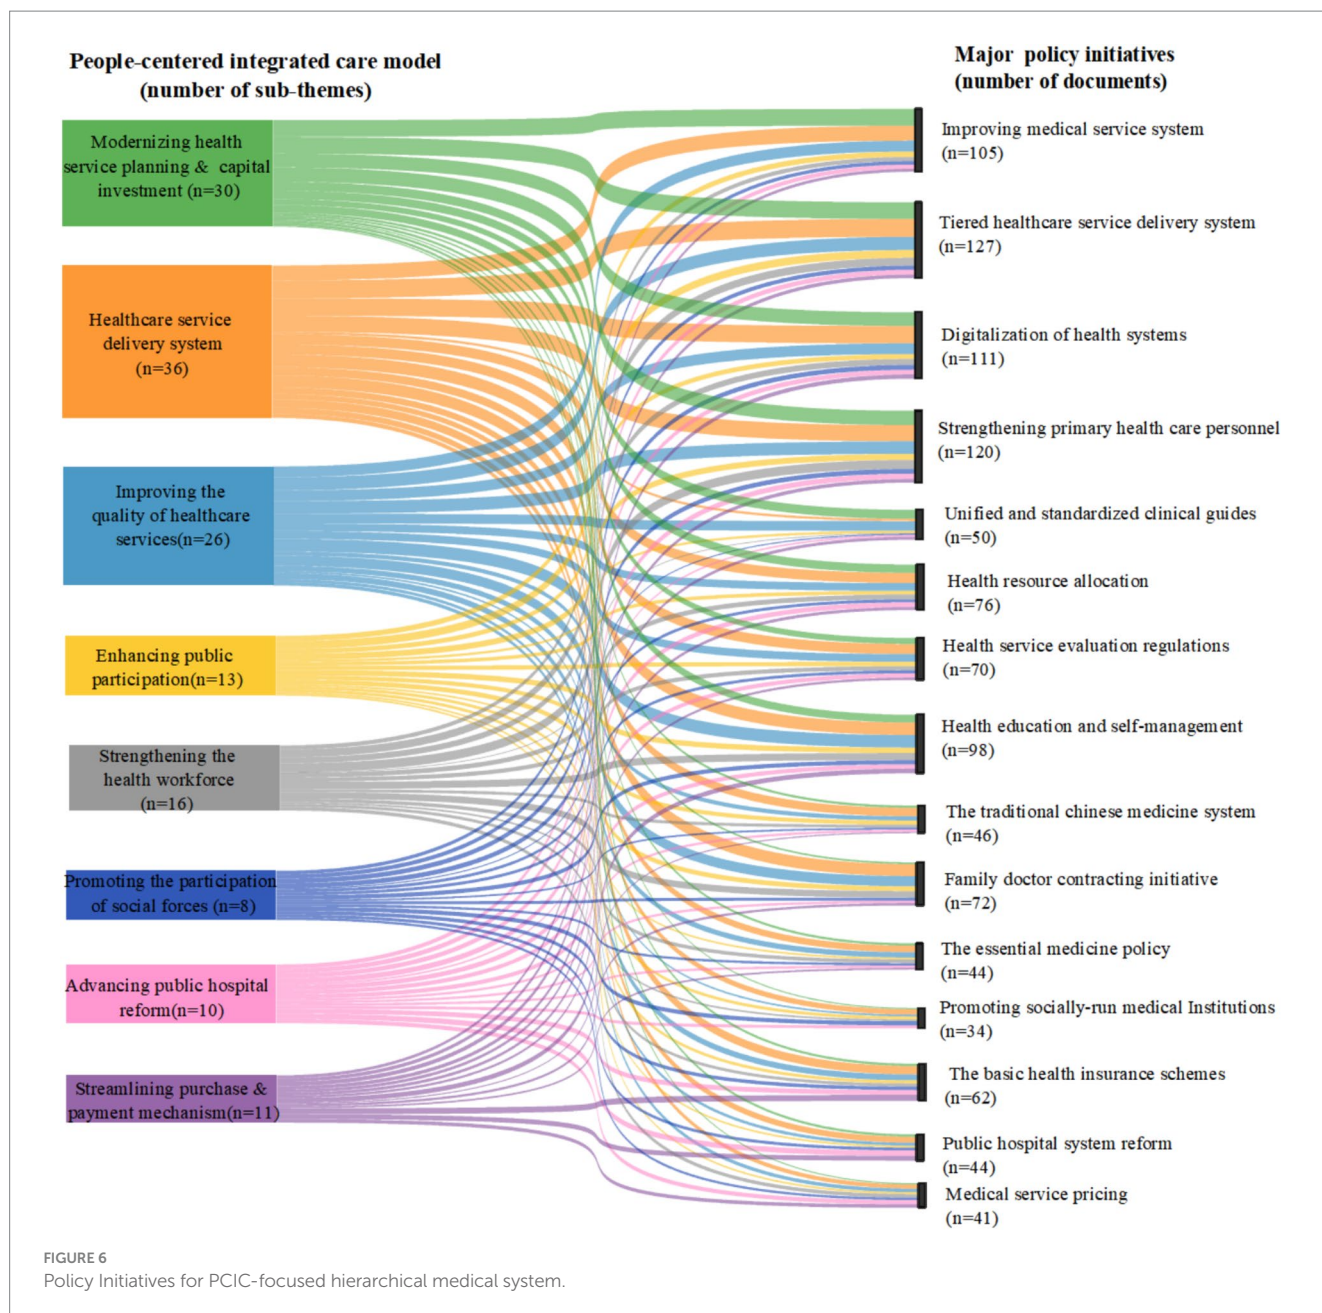 People-centered integrated care model
(number of sub-themes)
Modernizing health
service planning & capital
investment (n=30)
Healthcare service
delivery system
(n=36)
Improving the
quality of healthcare
services(n=26)
Enhancing public
participation(n=13)
Strengthening the
health workforce
(n=16)
Promoting the participation
of social forces (n=8)
Advancing public hospital
reform(n=10)
Streamlining purchase &
payment mechanism(n=11)
Major policy initiatives
(number of documents)
Improving medical service system
(n=105)
Tiered healthcare service delivery system
(n=127)
Digitalization of health systems
(n=111)
Strengthening primary health care personnel
(n=120)
Unified and standardized clinical guides
(n=50)
Health resource allocation
(n=76)
Health service evaluation regulations
(n=70)
Health education and self-management
(n=98)
The traditional chinese medicine system
(n=46)
Family doctor contracting initiative
(n=72)
The essential medicine policy
(n=44)
Promoting socially-run medical Institutions
(n=34)
The basic health insurance schemes
(n=62)
Public hospital system reform
(n=44)
Medical service pricing
(n=41)
FIGURE 6
Policy Initiatives for PCIC-focused hierarchical medical system.